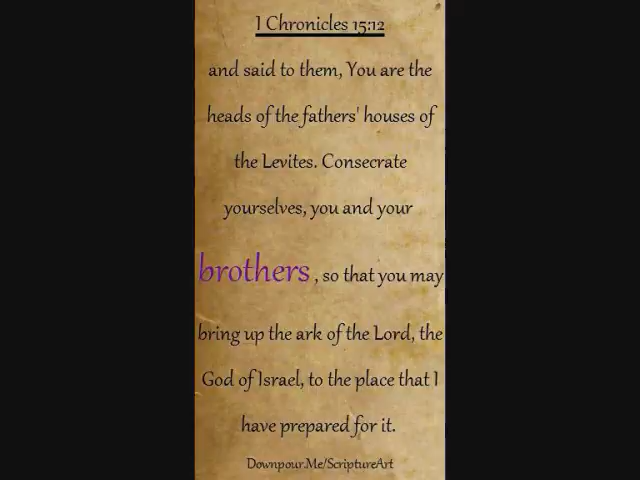 1 Chronicles 15:12
and said to them, You are the
heads of the fathers' houses of
the Levites. Consecrate
yourselves, you and your
brothers , so that you may
bring up the ark of the Lord, the
God of Israel, to the place that I
have prepared for it.
Downpour.Me/ScriptureArt